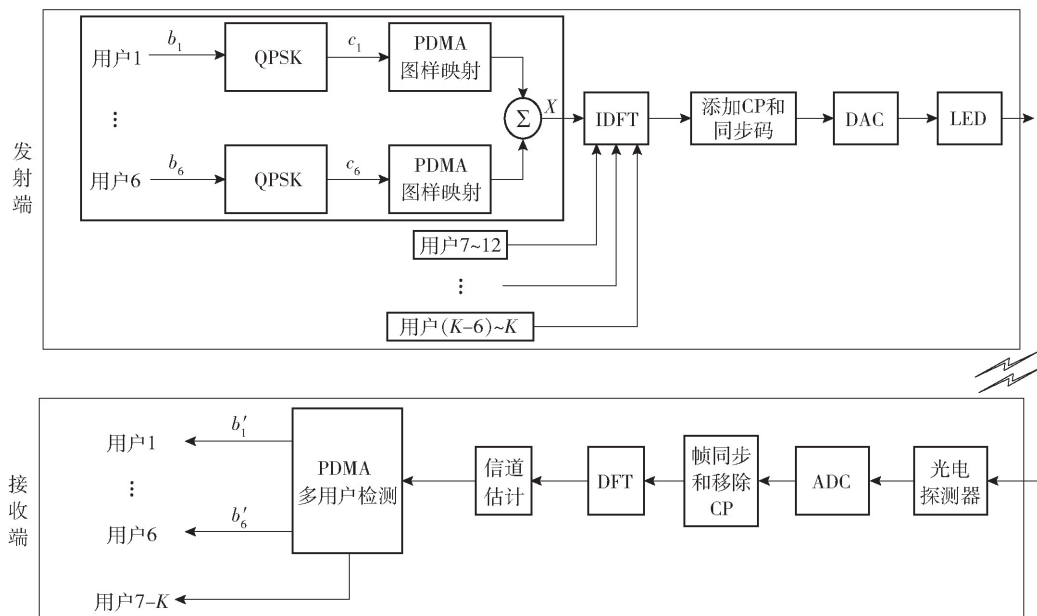 发射端
用户1
b₁
QPSK
c₁
PDMA
图样映射
⋮
Σ
X
IDFT
添加CP和
同步码
DAC
LED
用户6
b₆
QPSK
c₆
PDMA
图样映射
用户7~12
⋮
用户(K−6)~K
接收端
用户1
b′₁
⋮
用户6
b′₆
用户7−K
PDMA
多用户检测
信道
估计
DFT
帧同步
和移除
CP
ADC
光电
探测器